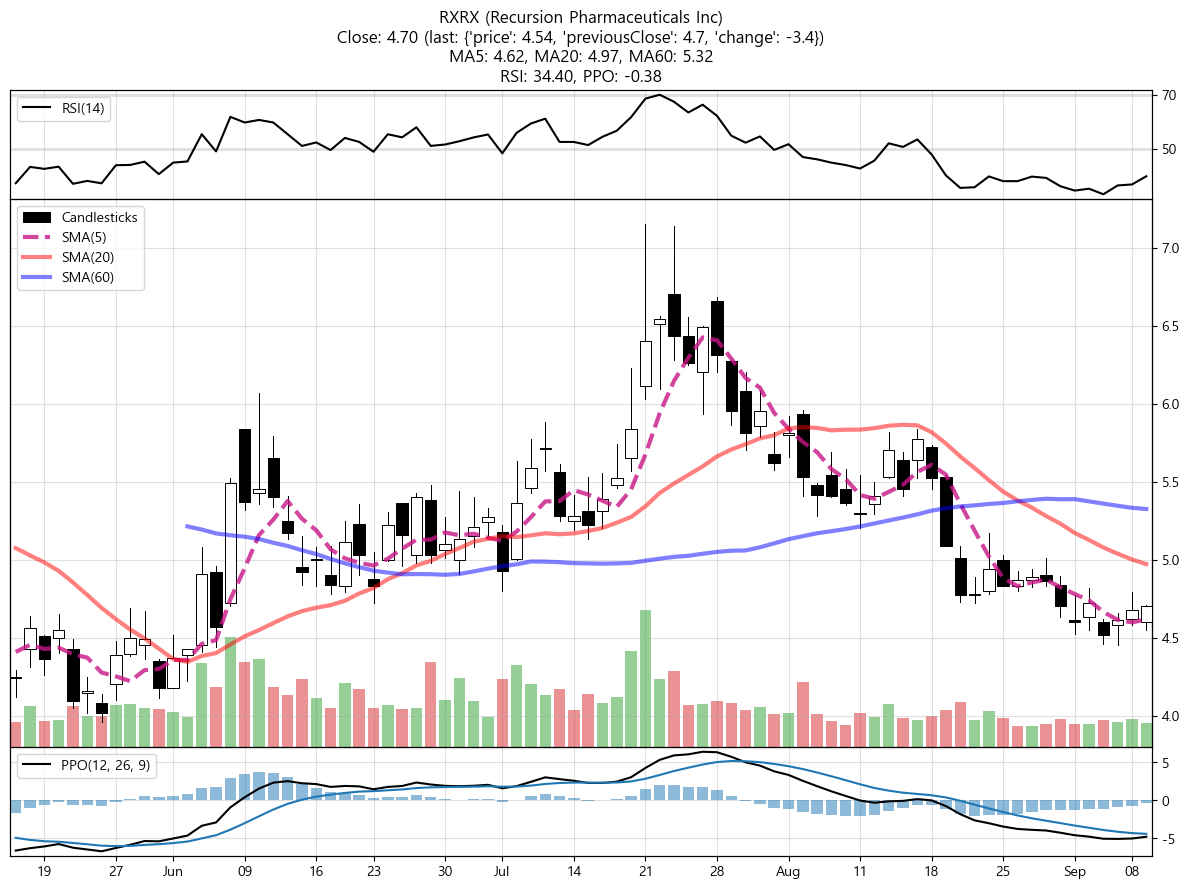 RXRX (Recursion Pharmaceuticals Inc)
Close: 4.70 (last: {'price': 4.54, 'previousClose': 4.7, 'change': -3.4})
MA5: 4.62, MA20: 4.97, MA60: 5.32
RSI: 34.40, PPO: -0.38
RSI(14)
70
50
Candlesticks
SMA(5)
SMA(20)
SMA(60)
7.0
6.5
6.0
5.5
5.0
4.5
4.0
PPO(12, 26, 9)
5
0
-5
19 27 Jun 09 16 23 30 Jul 14 21 28 Aug 11 18 25 Sep 08